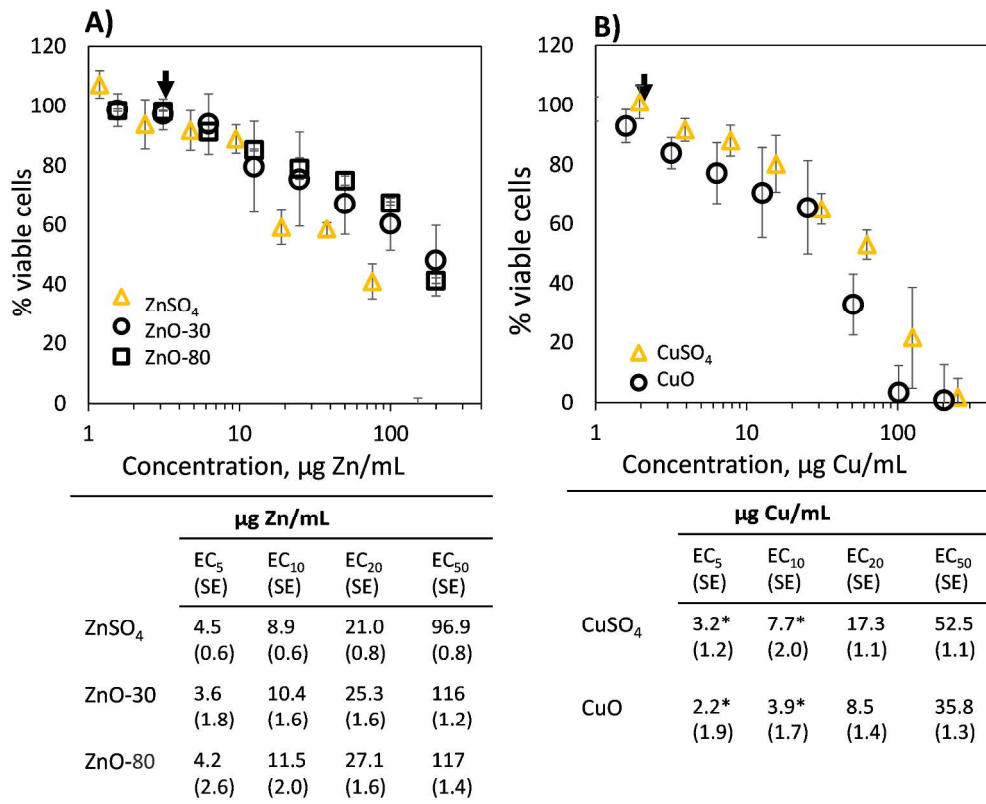 A)
120
100
80
60
40
20
0
% viable cells
ZnSO₄
ZnO-30
ZnO-80
1 10 100
Concentration, µg Zn/mL
B)
120
100
80
60
40
20
0
% viable cells
CuSO₄
CuO
1 10 100
Concentration, µg Cu/mL
µg Zn/mL
EC₅ EC₁₀ EC₂₀ EC₅₀
(SE) (SE) (SE) (SE)
ZnSO₄ 4.5 8.9 21.0 96.9
(0.6) (0.6) (0.8) (0.8)
ZnO-30 3.6 10.4 25.3 116
(1.8) (1.6) (1.6) (1.2)
ZnO-80 4.2 11.5 27.1 117
(2.6) (2.0) (1.6) (1.4)
µg Cu/mL
EC₅ EC₁₀ EC₂₀ EC₅₀
(SE) (SE) (SE) (SE)
CuSO₄ 3.2* 7.7* 17.3 52.5
(1.2) (2.0) (1.1) (1.1)
CuO 2.2* 3.9* 8.5 35.8
(1.9) (1.7) (1.4) (1.3)